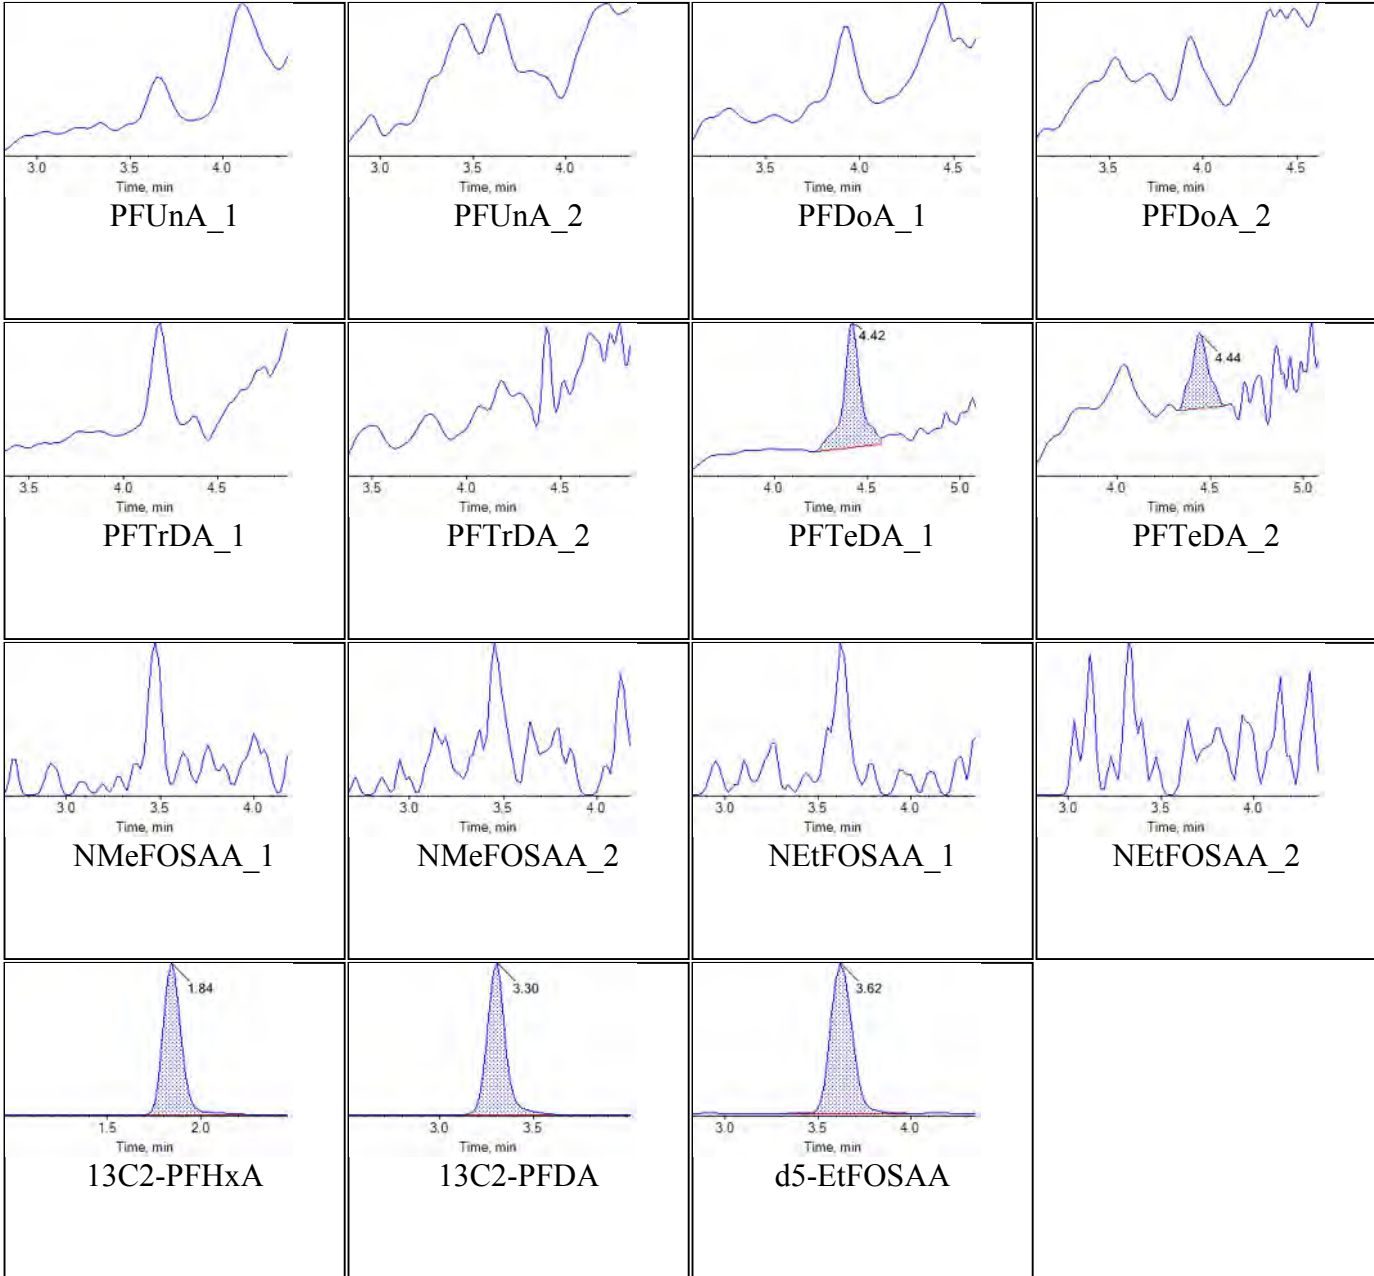 3.0 3.5 4.0
Time, min
PFUnA_1
3.0 3.5 4.0
Time, min
PFUnA_2
3.5 4.0 4.5
Time, min
PFDoA_1
3.5 4.0 4.5
Time, min
PFDoA_2
3.5 4.0 4.5
Time, min
PFTrDA_1
3.5 4.0 4.5
Time, min
PFTrDA_2
4.42
4.0 4.5 5.0
Time, min
PFTeDA_1
4.44
4.0 4.5 5.0
Time, min
PFTeDA_2
3.0 3.5 4.0
Time, min
NMeFOSAA_1
3.0 3.5 4.0
Time, min
NMeFOSAA_2
3.0 3.5 4.0
Time, min
NEtFOSAA_1
3.0 3.5 4.0
Time, min
NEtFOSAA_2
1.84
1.5 2.0
Time, min
13C2-PFHxA
3.30
3.0 3.5
Time, min
13C2-PFDA
3.62
3.0 3.5 4.0
Time, min
d5-EtFOSAA